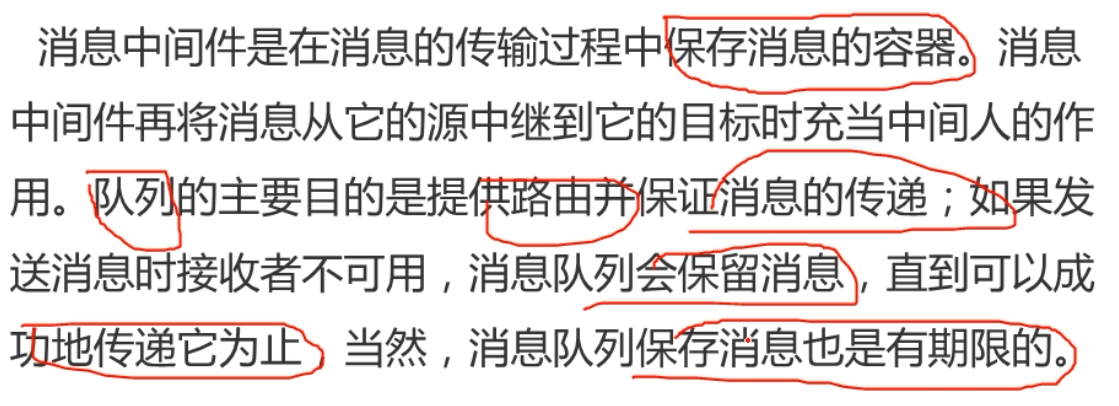 消息中间件是在消息的传输过程中保存消息的容器。消息
中间件再将消息从它的源中继到它的目标时充当中间人的作
用。队列的主要目的是提供路由并保证消息的传递；如果发
送消息时接收者不可用，消息队列会保留消息，直到可以成
功地传递它为止 当然，消息队列保存消息也是有期限的。